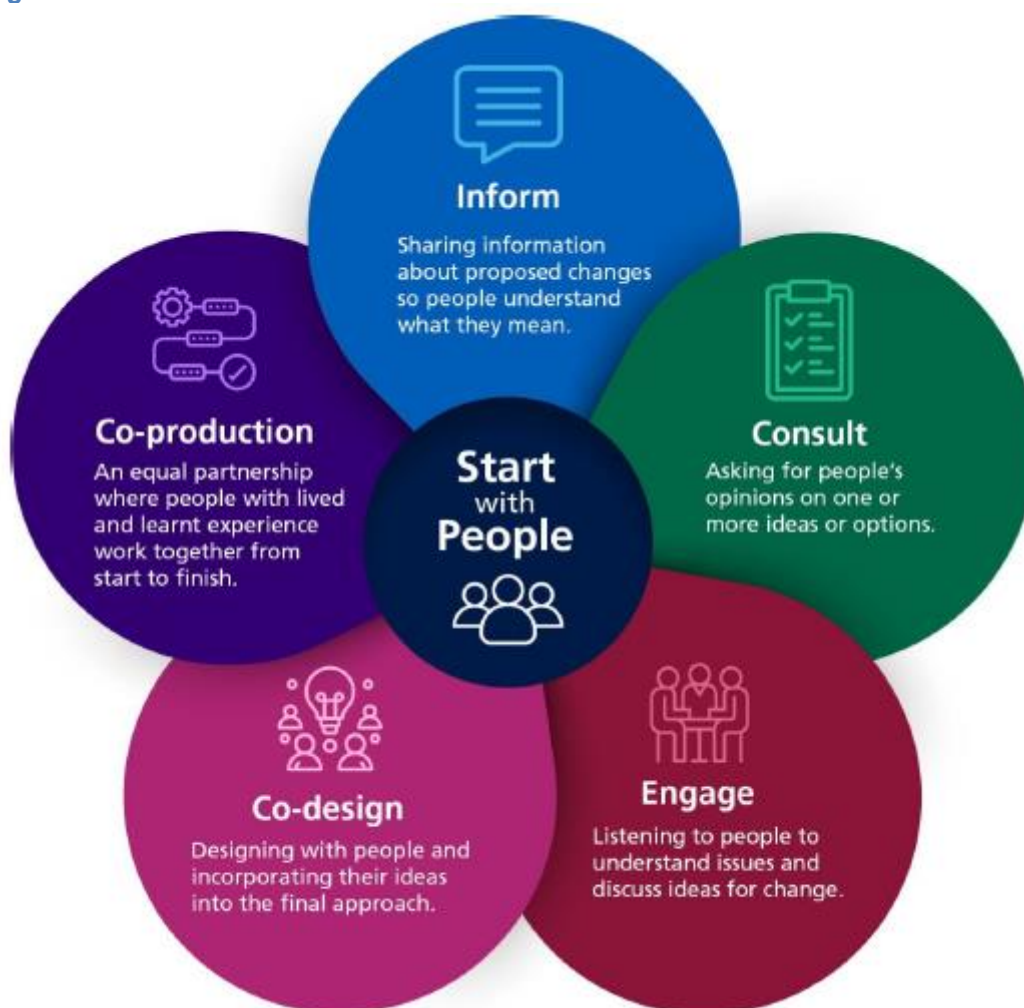 Inform
Sharing information
about proposed changes
so people understand
what they mean.
Consult
Asking for people's
opinions on one or
more ideas or options.
Engage
Listening to people to
understand issues and
discuss ideas for change.
Co-design
Designing with people and
incorporating their ideas
into the final approach.
Co-production
An equal partnership
where people with lived
and learnt experience
work together from
start to finish.
Start
with
People